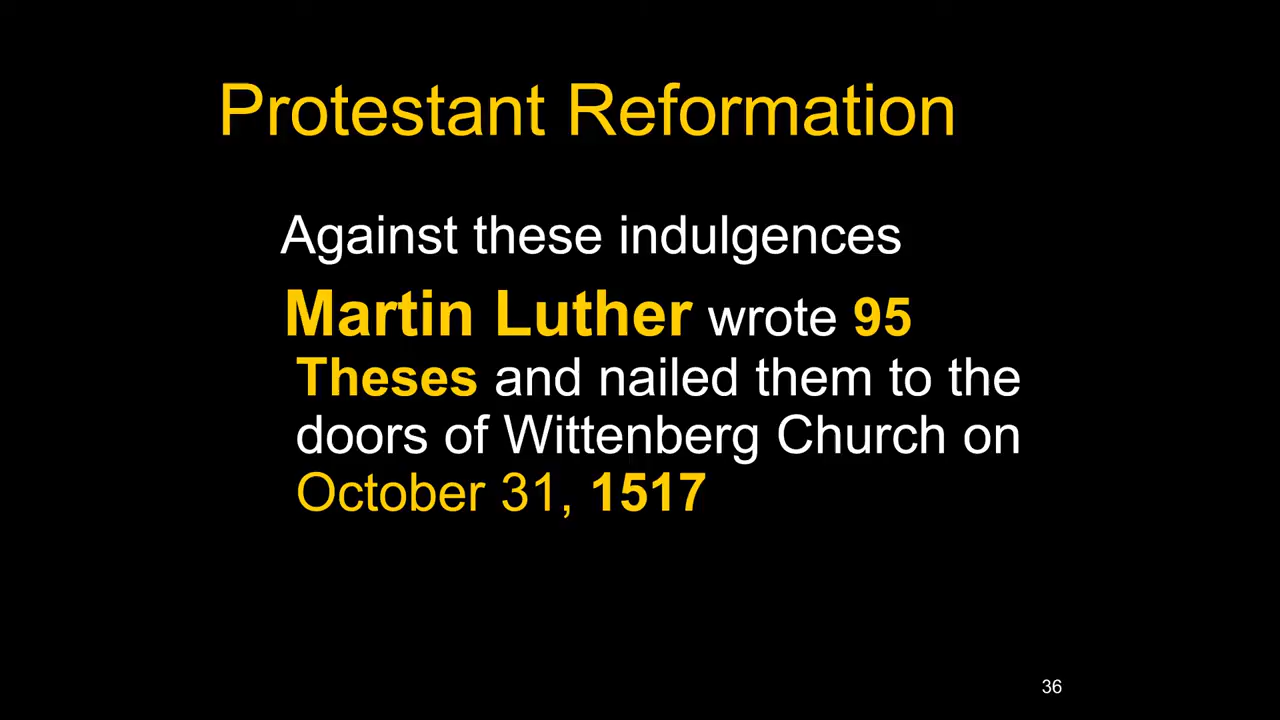 Protestant Reformation
Against these indulgences
Martin Luther wrote 95
Theses and nailed them to the
doors of Wittenberg Church on
October 31, 1517
36